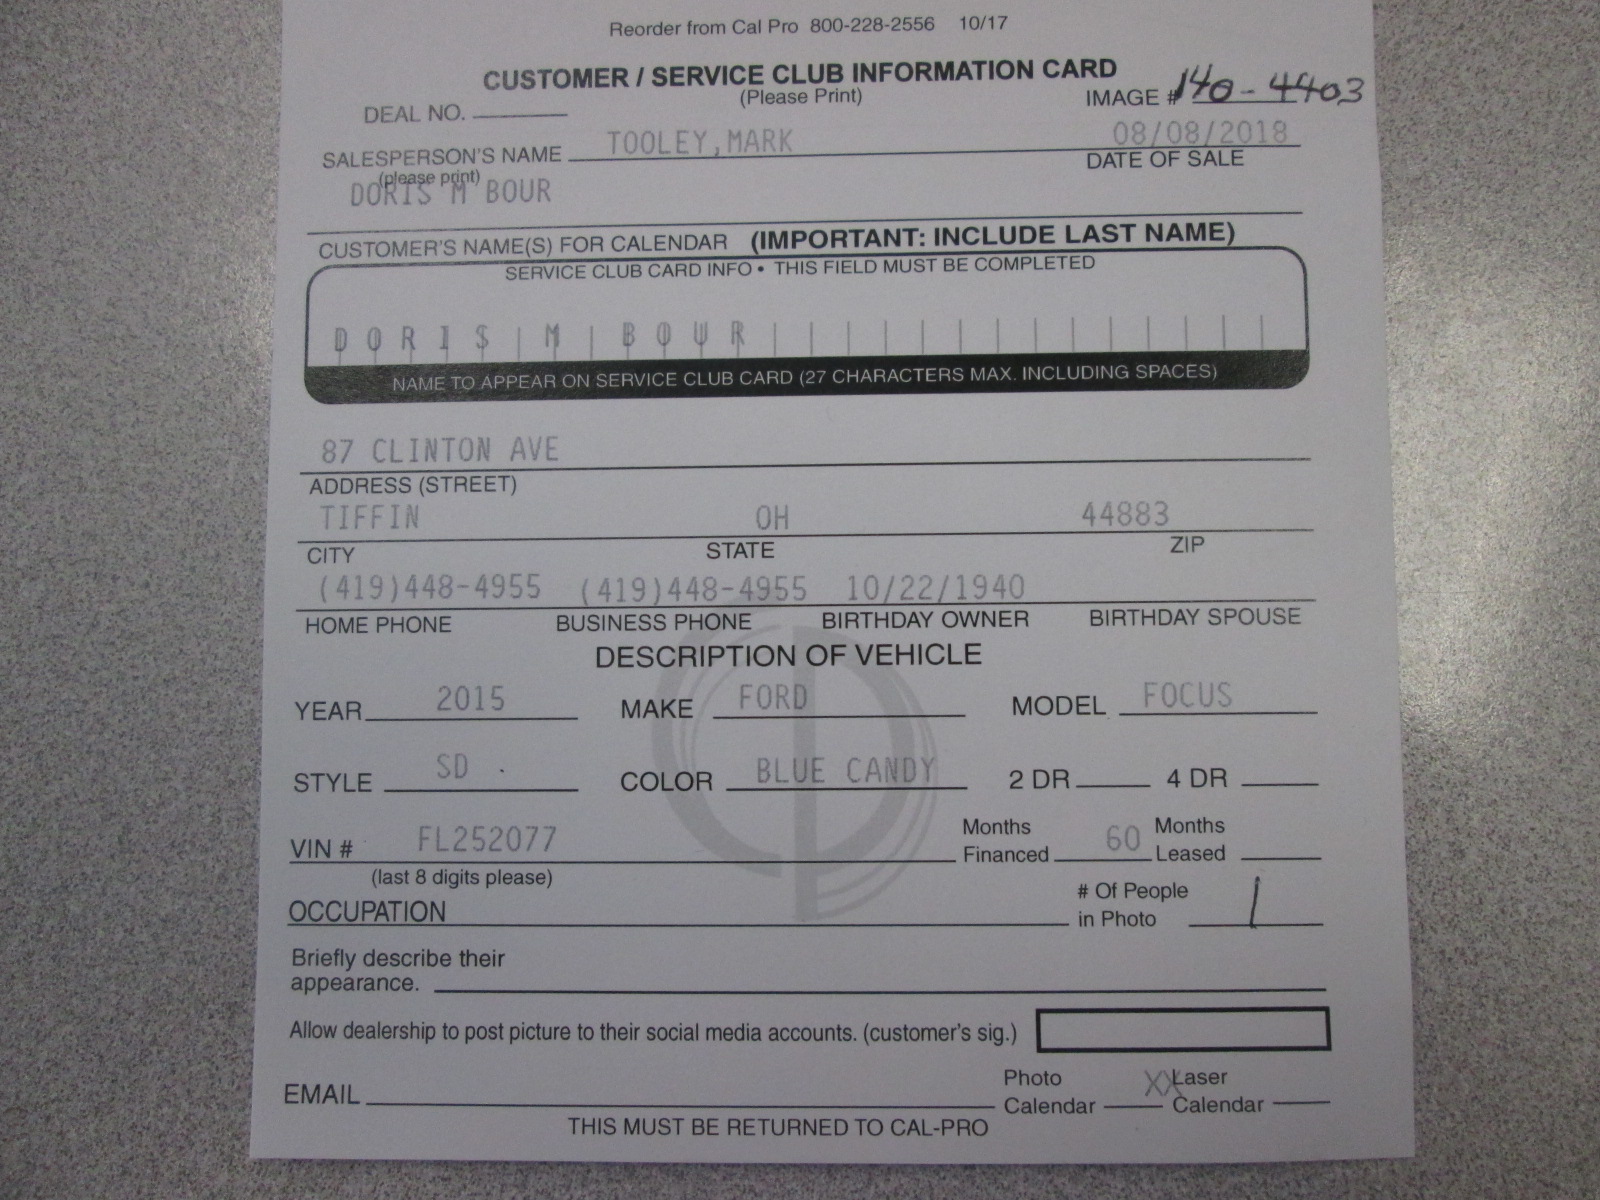 Reorder from Cal Pro 800-228-2556 10/17
CUSTOMER / SERVICE CLUB INFORMATION CARD
(Please Print)
IMAGE # 140-4403
DEAL NO.
SALESPERSON'S NAME TOOLEY,MARK 08/08/2018
(please print) DATE OF SALE
DORIS M BOUR
CUSTOMER'S NAME(S) FOR CALENDAR (IMPORTANT: INCLUDE LAST NAME)
SERVICE CLUB CARD INFO • THIS FIELD MUST BE COMPLETED
DORIS M BOUR
NAME TO APPEAR ON SERVICE CLUB CARD (27 CHARACTERS MAX. INCLUDING SPACES)
87 CLINTON AVE
ADDRESS (STREET)
TIFFIN OH 44883
CITY STATE ZIP
(419)448-4955 (419)448-4955 10/22/1940
HOME PHONE BUSINESS PHONE BIRTHDAY OWNER BIRTHDAY SPOUSE
DESCRIPTION OF VEHICLE
YEAR 2015 MAKE FORD MODEL FOCUS
STYLE SD COLOR BLUE CANDY 2 DR 4 DR
VIN # FL252077 Months Financed 60 Months Leased
(last 8 digits please)
OCCUPATION # Of People in Photo 1
Briefly describe their
appearance.
Allow dealership to post picture to their social media accounts. (customer's sig.)
EMAIL Photo Calendar XX Laser Calendar
THIS MUST BE RETURNED TO CAL-PRO